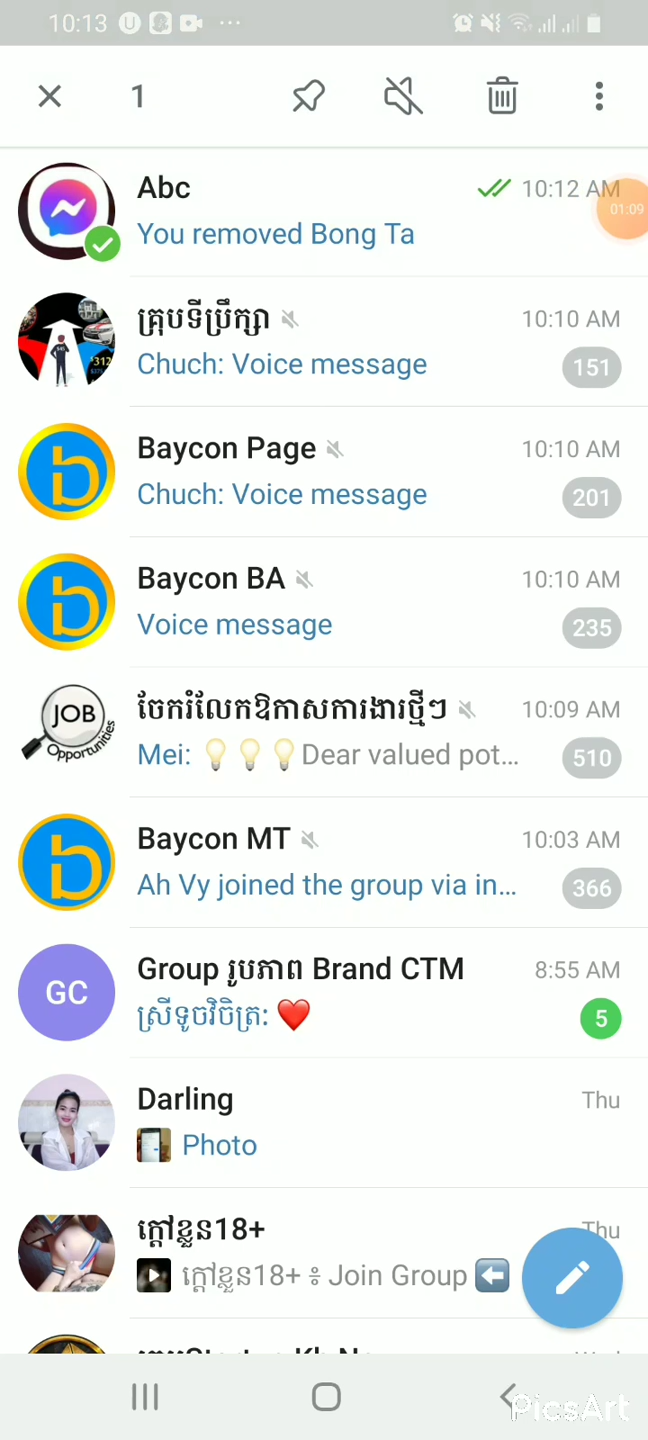 10:13
1
Abc
10:12 AM
01:09
You removed Bong Ta
គ្រុបទីប្រឹក្សា
10:10 AM
Chuch: Voice message
151
Baycon Page
10:10 AM
Chuch: Voice message
201
Baycon BA
10:10 AM
Voice message
235
JOB
Opportunities
ចែករំលែកឱកាសការងារថ្មីៗ
10:09 AM
Mei: 💡💡💡Dear valued pot...
510
Baycon MT
10:03 AM
Ah Vy joined the group via in...
366
GC
Group រូបភាព Brand CTM
8:55 AM
ស្រីទូចវិចិត្រ: ❤️
5
Darling
Thu
Photo
ក្តៅខ្លួន18+
Thu
ក្តៅខ្លួន18+ ៖ Join Group ⬅️
PicsArt